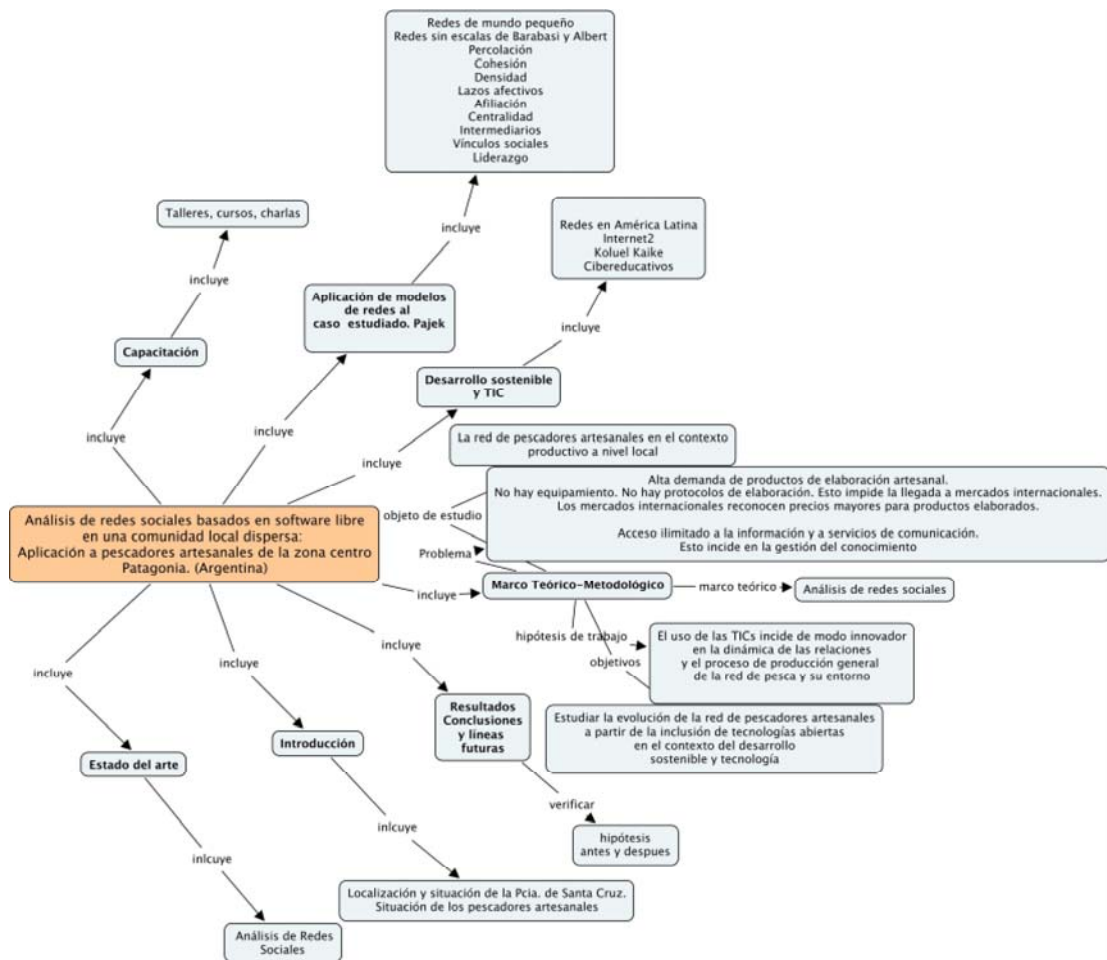 Redes de mundo pequeño
Redes sin escalas de Barabasi y Albert
Percolación
Cohesión
Densidad
Lazos afectivos
Afiliación
Centralidad
Intermediarios
Vínculos sociales
Liderazgo
Talleres, cursos, charlas
incluye
Redes en América Latina
Internet2
Koluel Kaike
Cibereducativos
incluye
Aplicación de modelos
de redes al
caso estudiado. Pajek
incluye
Capacitación
Desarrollo sostenible
y TIC
incluye
incluye
incluye
La red de pescadores artesanales en el contexto
productivo a nivel local
Alta demanda de productos de elaboración artesanal.
No hay equipamiento. No hay protocolos de elaboración. Esto impide la llegada a mercados internacionales.
Los mercados internacionales reconocen precios mayores para productos elaborados.
Acceso ilimitado a la información y a servicios de comunicación.
Esto incide en la gestión del conocimiento
objeto de estudio
Problema
Análisis de redes sociales basados en software libre
en una comunidad local dispersa:
Aplicación a pescadores artesanales de la zona centro
Patagonia. (Argentina)
incluye
Marco Teórico-Metodológico
marco teórico
Análisis de redes sociales
hipótesis de trabajo
El uso de las TICs incide de modo innovador
en la dinámica de las relaciones
y el proceso de producción general
de la red de pesca y su entorno
objetivos
incluye
incluye
incluye
Resultados
Conclusiones
y líneas
futuras
Estudiar la evolución de la red de pescadores artesanales
a partir de la inclusión de tecnologías abiertas
en el contexto del desarrollo
sostenible y tecnología
Introducción
Estado del arte
verificar
inlcuye
hipótesis
antes y despues
inlcuye
Localización y situación de la Pcia. de Santa Cruz.
Situación de los pescadores artesanales
Análisis de Redes
Sociales